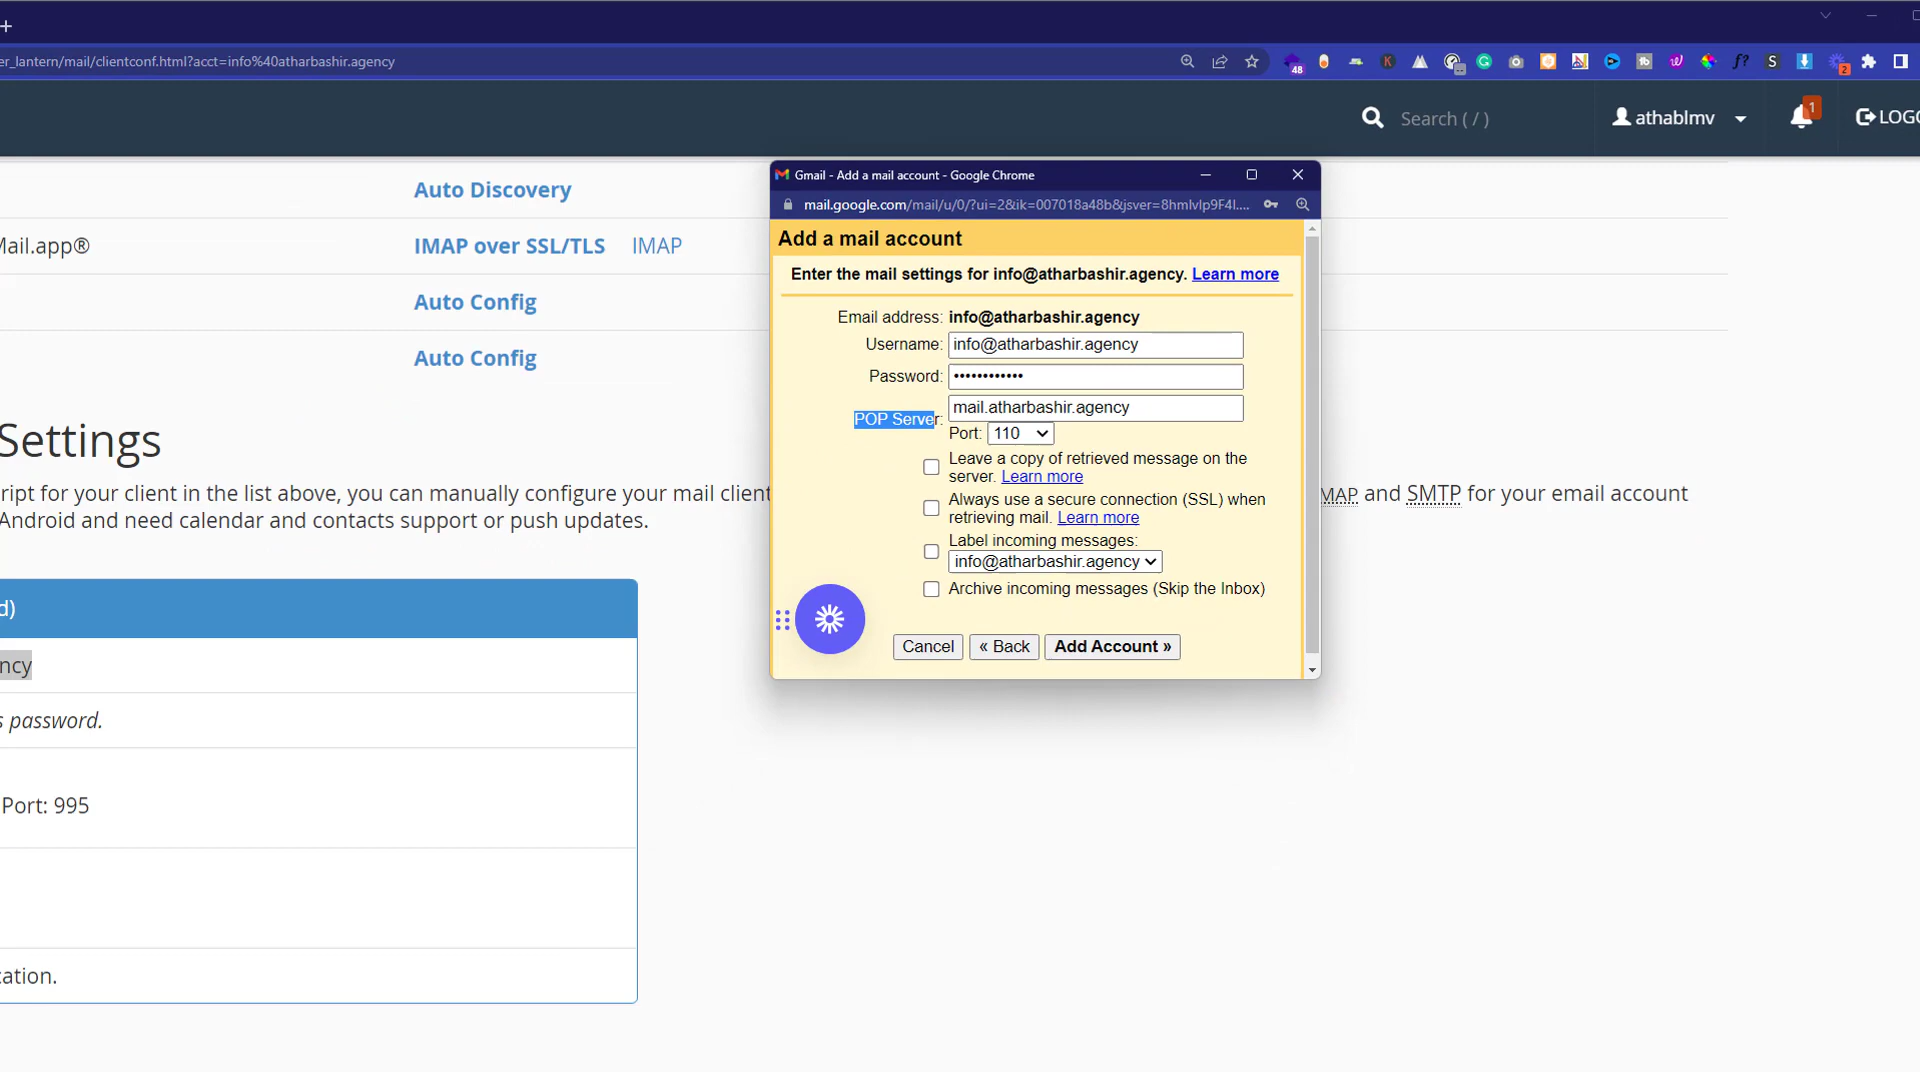 er_lantern/mail/clientconf.html?acct=info%40atharbashir.agency
48
2
Search ( / )
athablmv
1
LOGO
Auto Discovery
Mail.app®
IMAP over SSL/TLS IMAP
Auto Config
Auto Config
Settings
ript for your client in the list above, you can manually configure your mail client
MAP and SMTP for your email account
Android and need calendar and contacts support or push updates.
d)
ncy
s password.
Port: 995
cation.
Gmail - Add a mail account - Google Chrome
mail.google.com/mail/u/0/?ui=2&ik=007018a48b&jsver=8hmlvlp9F4I....
Add a mail account
Enter the mail settings for info@atharbashir.agency. Learn more
Email address: info@atharbashir.agency
Username: info@atharbashir.agency
Password: ••••••••••••
POP Server: mail.atharbashir.agency
Port: 110
Leave a copy of retrieved message on the
server. Learn more
Always use a secure connection (SSL) when
retrieving mail. Learn more
Label incoming messages:
info@atharbashir.agency
Archive incoming messages (Skip the Inbox)
Cancel « Back Add Account »